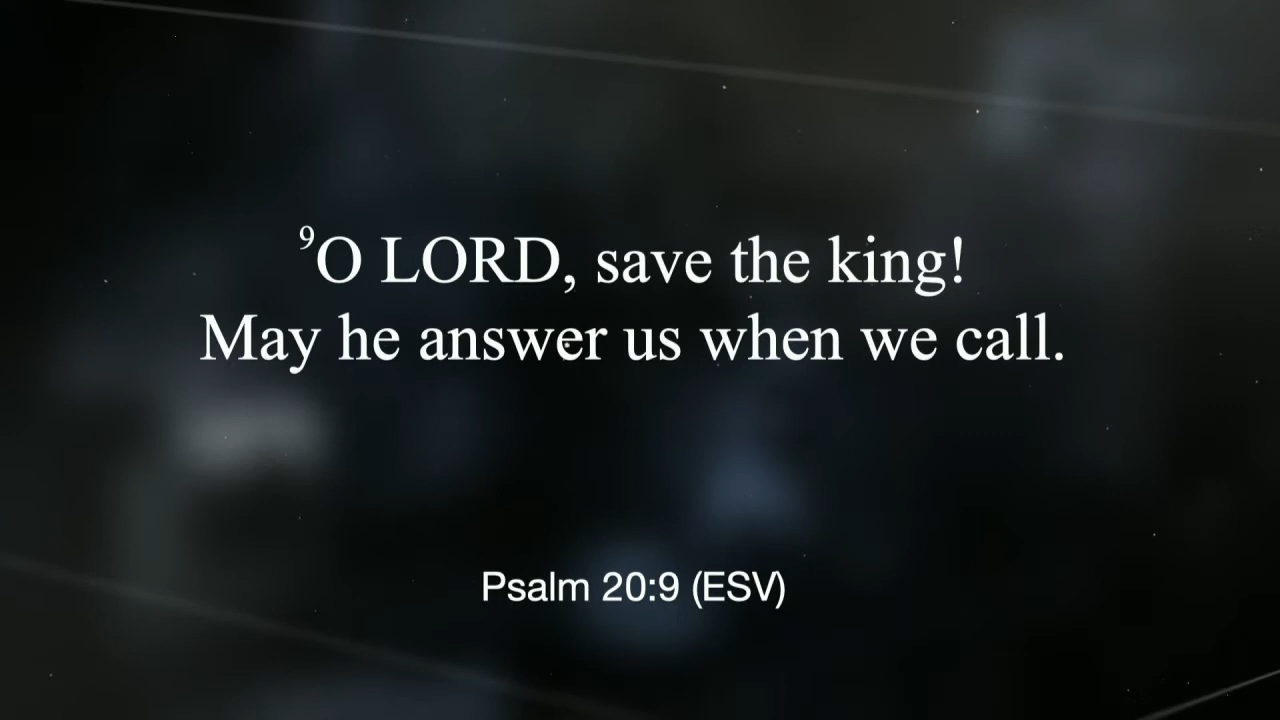 ⁹O LORD, save the king!
May he answer us when we call.
Psalm 20:9 (ESV)